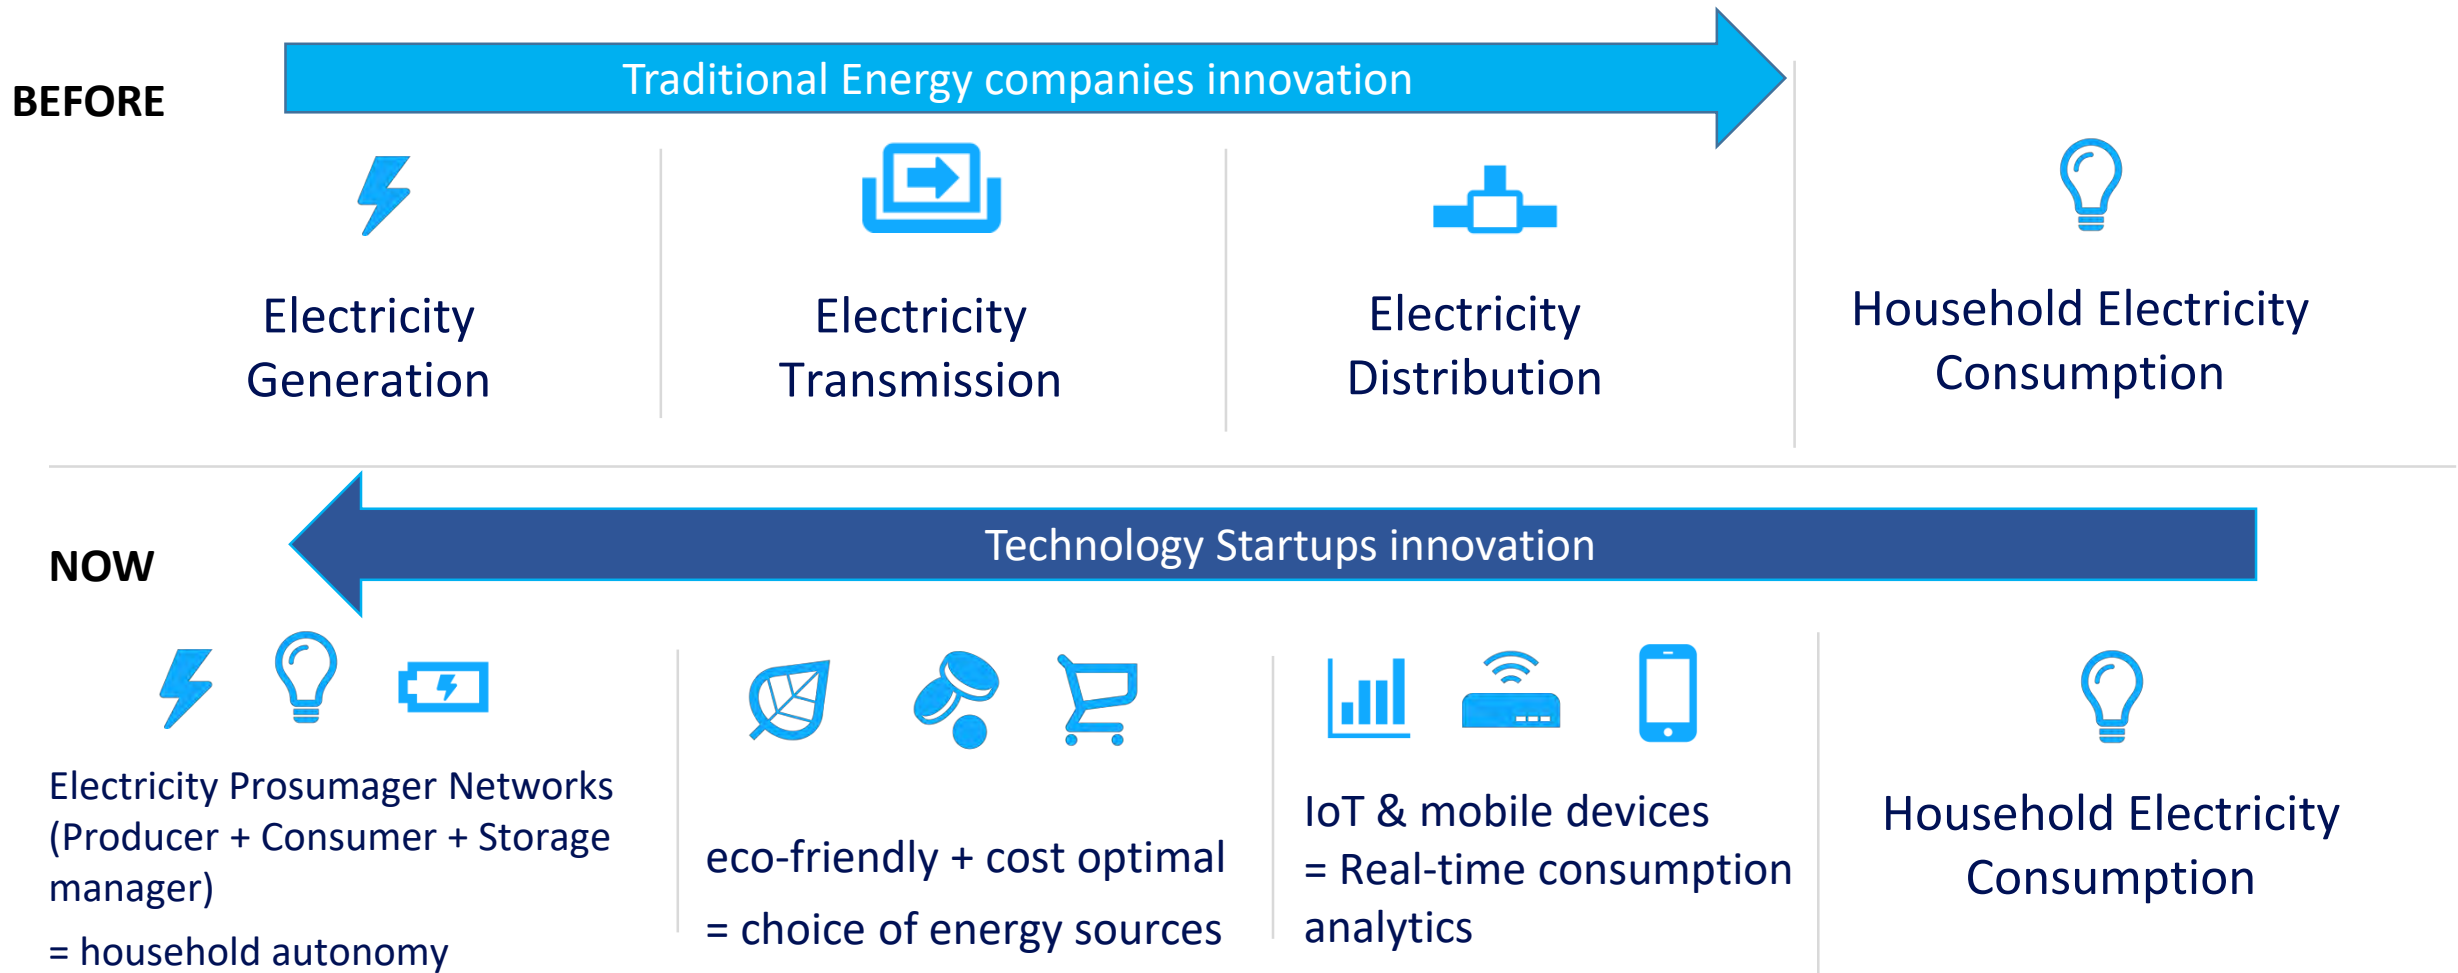 BEFORE
Traditional Energy companies innovation
Electricity
Generation
Electricity
Transmission
Electricity
Distribution
Household Electricity
Consumption
NOW
Technology Startups innovation
Electricity Prosumager Networks
(Producer + Consumer + Storage
manager)
= household autonomy
eco-friendly + cost optimal
= choice of energy sources
IoT & mobile devices
= Real-time consumption
analytics
Household Electricity
Consumption